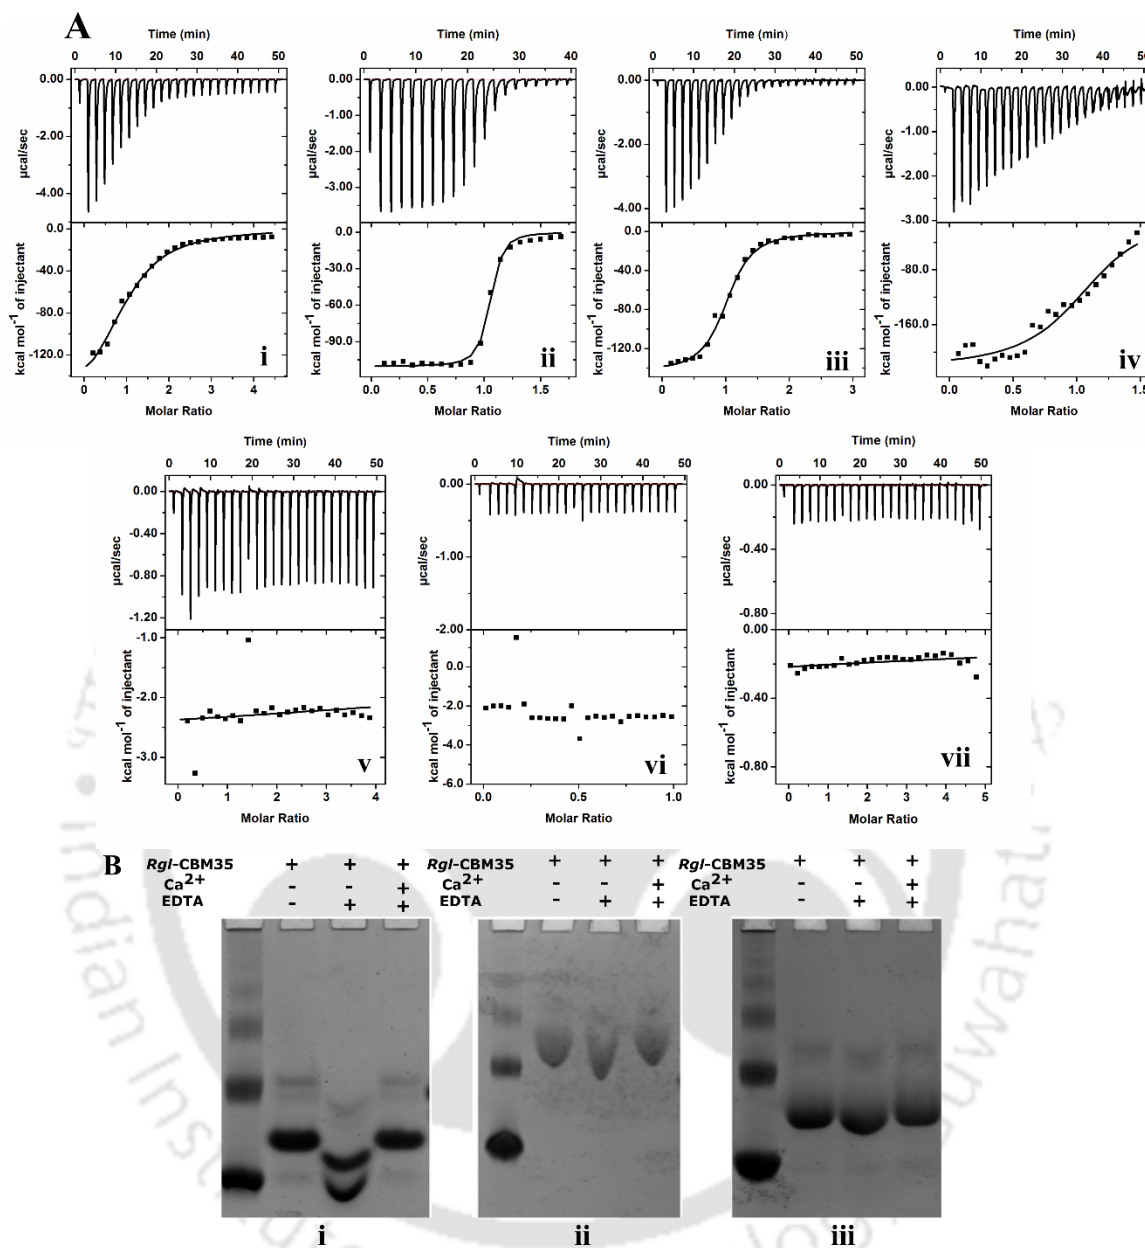 A
Time (min)
0 10 20 30 40 50
0.00
-2.00
-4.00
µcal/sec
0.0
-40.0
-80.0
-120.0
kcal mol-1 of injectant
i
0 1 2 3 4
Molar Ratio
Time (min)
0 10 20 30 40
0.00
-1.00
-2.00
-3.00
µcal/sec
0.0
-30.0
-60.0
-90.0
kcal mol-1 of injectant
ii
0.0 0.5 1.0 1.5
Molar Ratio
Time (min)
0 10 20 30 40 50
0.00
-2.00
-4.00
µcal/sec
0.0
-40.0
-80.0
-120.0
kcal mol-1 of injectant
iii
0 1 2 3
Molar Ratio
Time (min)
0 10 20 30 40 50
0.00
-1.00
-2.00
-3.00
µcal/sec
-80.0
-160.0
kcal mol-1 of injectant
iv
0.0 0.5 1.0 1.5
Molar Ratio
Time (min)
0 10 20 30 40 50
0.00
-0.40
-0.80
-1.20
µcal/sec
-1.0
-2.0
-3.0
kcal mol-1 of injectant
v
0 1 2 3 4
Molar Ratio
Time (min)
0 10 20 30 40 50
0.00
-1.00
-2.00
µcal/sec
0.0
-2.0
-4.0
-6.0
kcal mol-1 of injectant
vi
0.0 0.5 1.0
Molar Ratio
Time (min)
0 10 20 30 40 50
0.00
-0.40
-0.80
µcal/sec
0.00
-0.40
-0.80
kcal mol-1 of injectant
vii
0 1 2 3 4 5
Molar Ratio
B
Rgl-CBM35 + + +
Ca2+ - - +
EDTA - + +
i
Rgl-CBM35 + + +
Ca2+ - - +
EDTA - + +
ii
Rgl-CBM35 + + +
Ca2+ - - +
EDTA - + +
iii
Indian Inst
uwahati